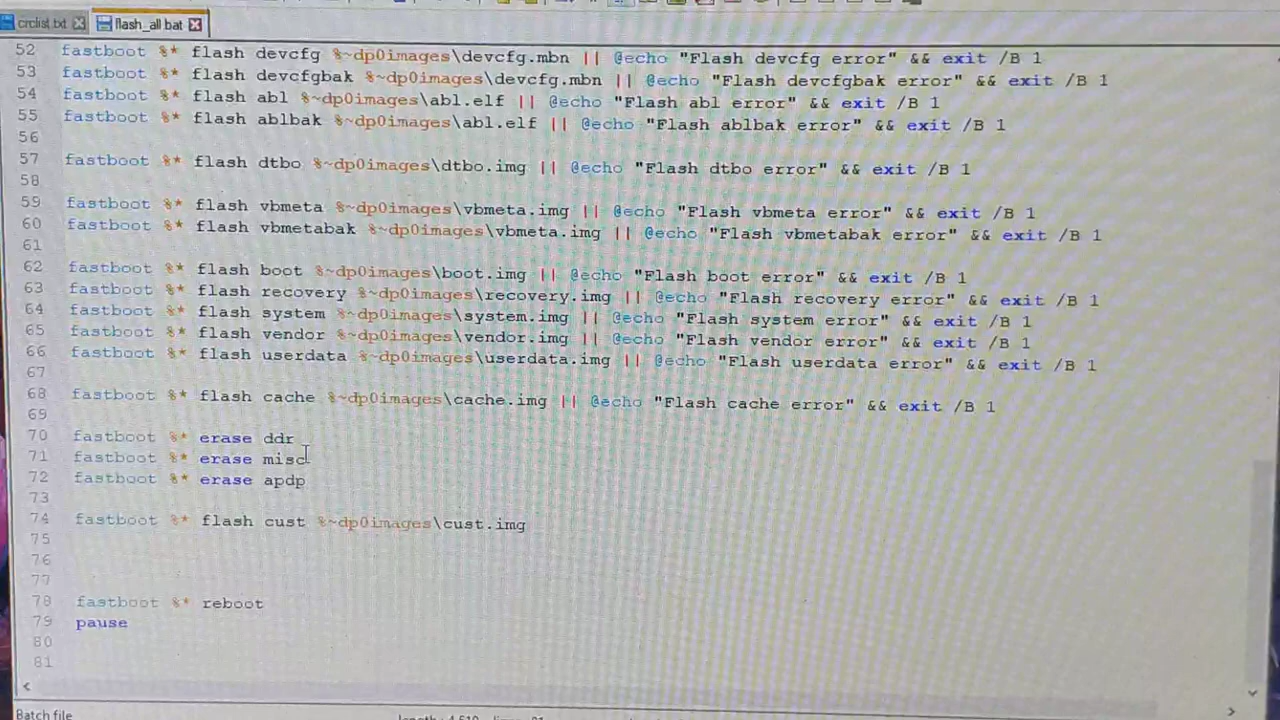 crclist.txt flash_all.bat
52 fastboot %* flash devcfg %~dp0images\devcfg.mbn || @echo "Flash devcfg error" && exit /B 1
53 fastboot %* flash devcfgbak %~dp0images\devcfg.mbn || @echo "Flash devcfgbak error" && exit /B 1
54 fastboot %* flash abl %~dp0images\abl.elf || @echo "Flash abl error" && exit /B 1
55 fastboot %* flash ablbak %~dp0images\abl.elf || @echo "Flash ablbak error" && exit /B 1
56
57 fastboot %* flash dtbo %~dp0images\dtbo.img || @echo "Flash dtbo error" && exit /B 1
58
59 fastboot %* flash vbmeta %~dp0images\vbmeta.img || @echo "Flash vbmeta error" && exit /B 1
60 fastboot %* flash vbmetabak %~dp0images\vbmeta.img || @echo "Flash vbmetabak error" && exit /B 1
61
62 fastboot %* flash boot %~dp0images\boot.img || @echo "Flash boot error" && exit /B 1
63 fastboot %* flash recovery %~dp0images\recovery.img || @echo "Flash recovery error" && exit /B 1
64 fastboot %* flash system %~dp0images\system.img || @echo "Flash system error" && exit /B 1
65 fastboot %* flash vendor %~dp0images\vendor.img || @echo "Flash vendor error" && exit /B 1
66 fastboot %* flash userdata %~dp0images\userdata.img || @echo "Flash userdata error" && exit /B 1
67
68 fastboot %* flash cache %~dp0images\cache.img || @echo "Flash cache error" && exit /B 1
69
70 fastboot %* erase ddr
71 fastboot %* erase misc
72 fastboot %* erase apdp
73
74 fastboot %* flash cust %~dp0images\cust.img
75
76
77
78 fastboot %* reboot
79 pause
80
81
Batch file